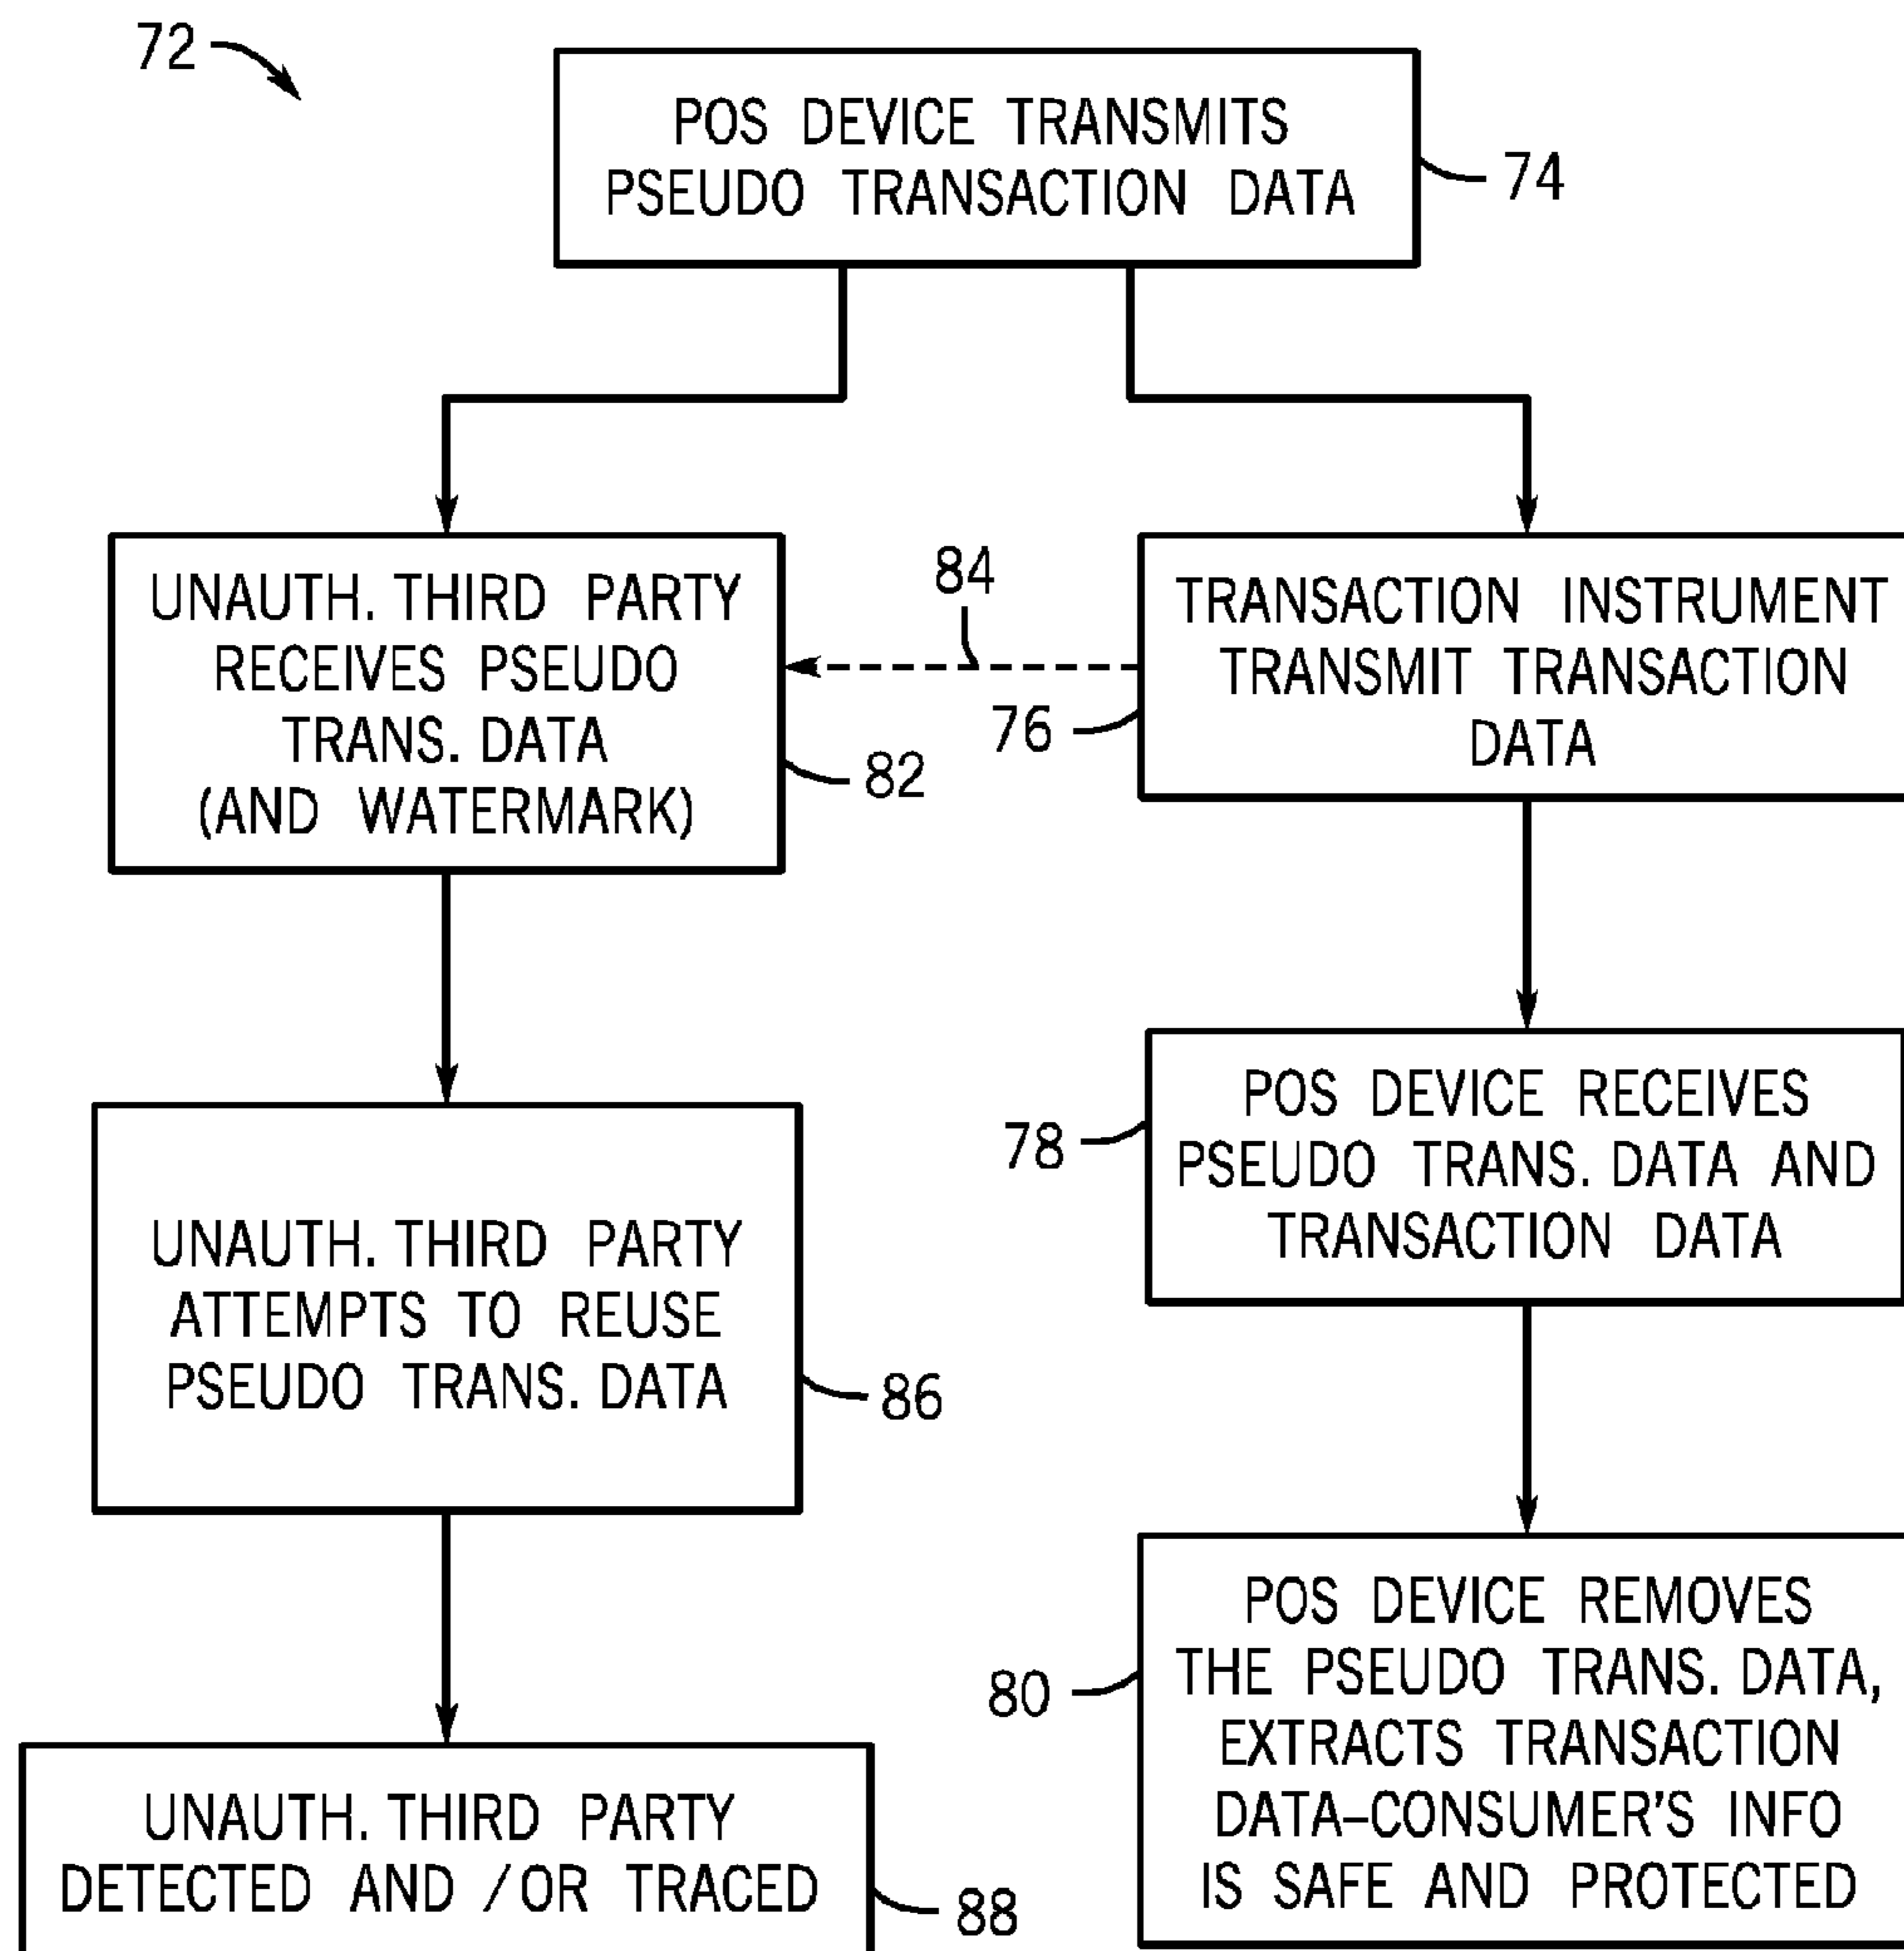 72
POS DEVICE TRANSMITS
PSEUDO TRANSACTION DATA
74
UNAUTH. THIRD PARTY
RECEIVES PSEUDO
TRANS. DATA
(AND WATERMARK)
82
84
76
TRANSACTION INSTRUMENT
TRANSMIT TRANSACTION
DATA
78
POS DEVICE RECEIVES
PSEUDO TRANS. DATA AND
TRANSACTION DATA
UNAUTH. THIRD PARTY
ATTEMPTS TO REUSE
PSEUDO TRANS. DATA
86
80
POS DEVICE REMOVES
THE PSEUDO TRANS. DATA,
EXTRACTS TRANSACTION
DATA–CONSUMER'S INFO
IS SAFE AND PROTECTED
UNAUTH. THIRD PARTY
DETECTED AND /OR TRACED
88